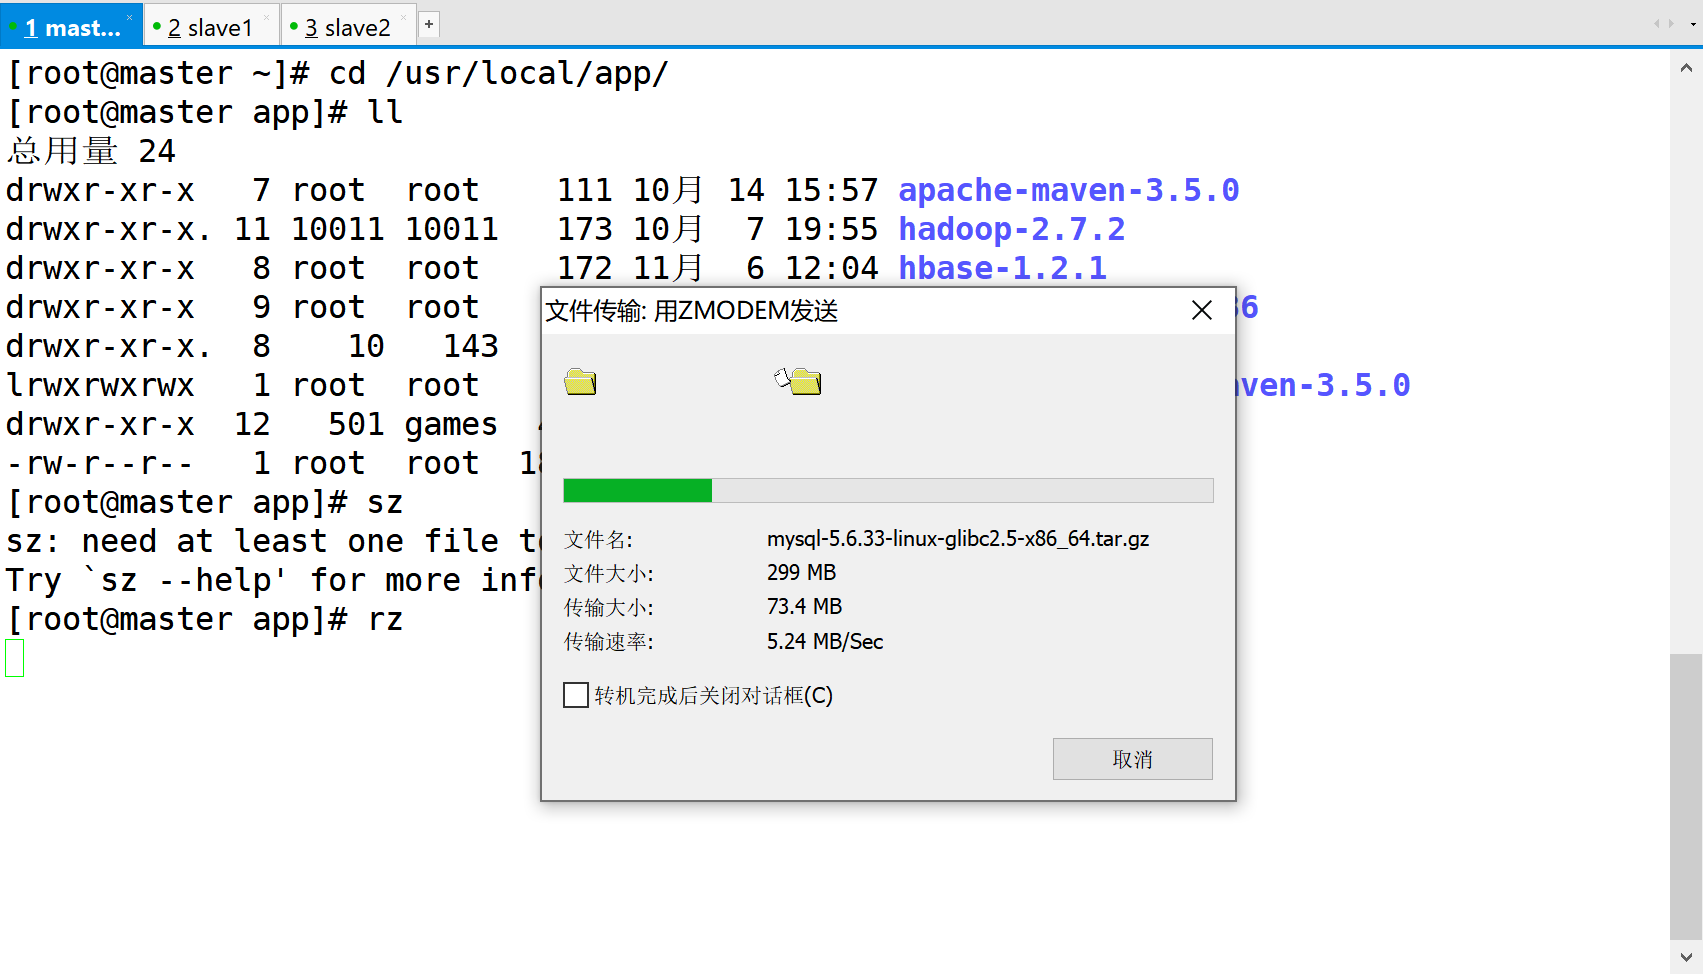 1 mast... 2 slave1 3 slave2 +
[root@master ~]# cd /usr/local/app/
[root@master app]# ll
总用量 24
drwxr-xr-x 7 root root 111 10月 14 15:57 apache-maven-3.5.0
drwxr-xr-x. 11 10011 10011 173 10月 7 19:55 hadoop-2.7.2
drwxr-xr-x 8 root root 172 11月 6 12:04 hbase-1.2.1
drwxr-xr-x 9 root root 6
drwxr-xr-x. 8 10 143
lrwxrwxrwx 1 root root ven-3.5.0
drwxr-xr-x 12 501 games
-rw-r--r-- 1 root root 18
[root@master app]# sz
sz: need at least one file to
Try `sz --help' for more info
[root@master app]# rz
文件传输: 用ZMODEM发送
文件名: mysql-5.6.33-linux-glibc2.5-x86_64.tar.gz
文件大小: 299 MB
传输大小: 73.4 MB
传输速率: 5.24 MB/Sec
转机完成后关闭对话框(C)
取消